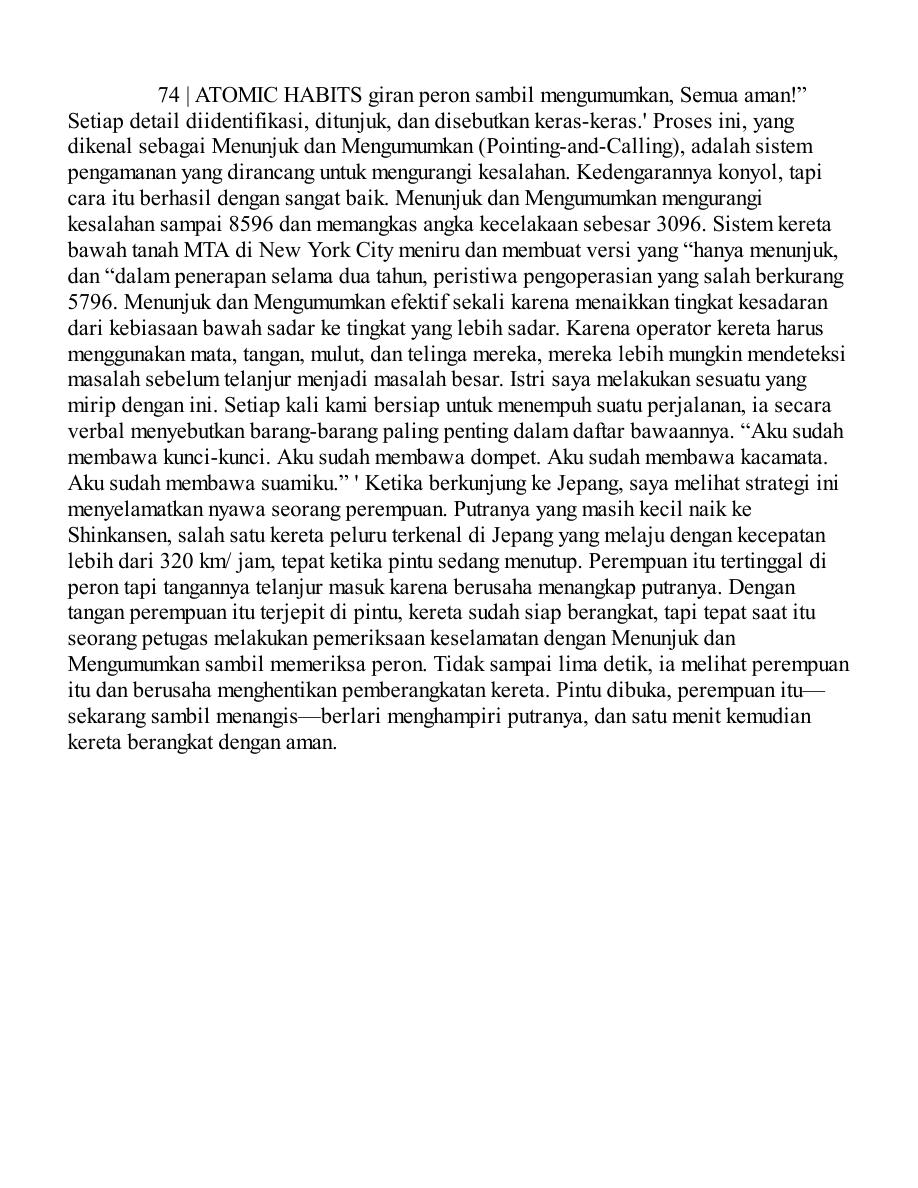 74 | ATOMIC HABITS giran peron sambil mengumumkan, Semua aman!”
Setiap detail diidentifikasi, ditunjuk, dan disebutkan keras-keras.' Proses ini, yang
dikenal sebagai Menunjuk dan Mengumumkan (Pointing-and-Calling), adalah sistem
pengamanan yang dirancang untuk mengurangi kesalahan. Kedengarannya konyol, tapi
cara itu berhasil dengan sangat baik. Menunjuk dan Mengumumkan mengurangi
kesalahan sampai 8596 dan memangkas angka kecelakaan sebesar 3096. Sistem kereta
bawah tanah MTA di New York City meniru dan membuat versi yang “hanya menunjuk,
dan “dalam penerapan selama dua tahun, peristiwa pengoperasian yang salah berkurang
5796. Menunjuk dan Mengumumkan efektif sekali karena menaikkan tingkat kesadaran
dari kebiasaan bawah sadar ke tingkat yang lebih sadar. Karena operator kereta harus
menggunakan mata, tangan, mulut, dan telinga mereka, mereka lebih mungkin mendeteksi
masalah sebelum telanjur menjadi masalah besar. Istri saya melakukan sesuatu yang
mirip dengan ini. Setiap kali kami bersiap untuk menempuh suatu perjalanan, ia secara
verbal menyebutkan barang-barang paling penting dalam daftar bawaannya. “Aku sudah
membawa kunci-kunci. Aku sudah membawa dompet. Aku sudah membawa kacamata.
Aku sudah membawa suamiku.” ' Ketika berkunjung ke Jepang, saya melihat strategi ini
menyelamatkan nyawa seorang perempuan. Putranya yang masih kecil naik ke
Shinkansen, salah satu kereta peluru terkenal di Jepang yang melaju dengan kecepatan
lebih dari 320 km/ jam, tepat ketika pintu sedang menutup. Perempuan itu tertinggal di
peron tapi tangannya telanjur masuk karena berusaha menangkap putranya. Dengan
tangan perempuan itu terjepit di pintu, kereta sudah siap berangkat, tapi tepat saat itu
seorang petugas melakukan pemeriksaan keselamatan dengan Menunjuk dan
Mengumumkan sambil memeriksa peron. Tidak sampai lima detik, ia melihat perempuan
itu dan berusaha menghentikan pemberangkatan kereta. Pintu dibuka, perempuan itu—
sekarang sambil menangis—berlari menghampiri putranya, dan satu menit kemudian
kereta berangkat dengan aman.